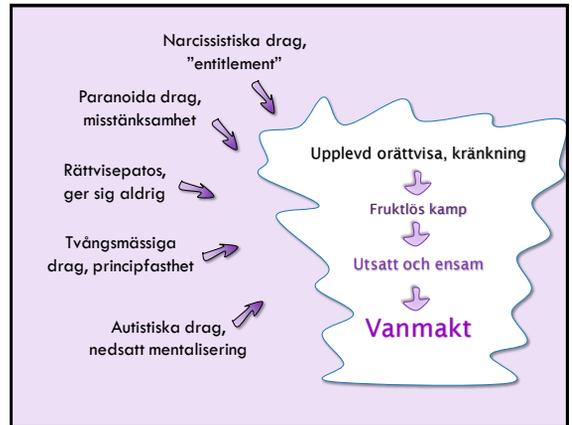 Narcissistiska drag,
”entitlement”
Paranoida drag,
misstänksamhet
Rättvisepatos,
ger sig aldrig
Tvångsmässiga
drag, principfasthet
Autistiska drag,
nedsatt mentalisering
Upplevd orättvisa, kränkning
Fruktlös kamp
Utsatt och ensam
Vanmakt